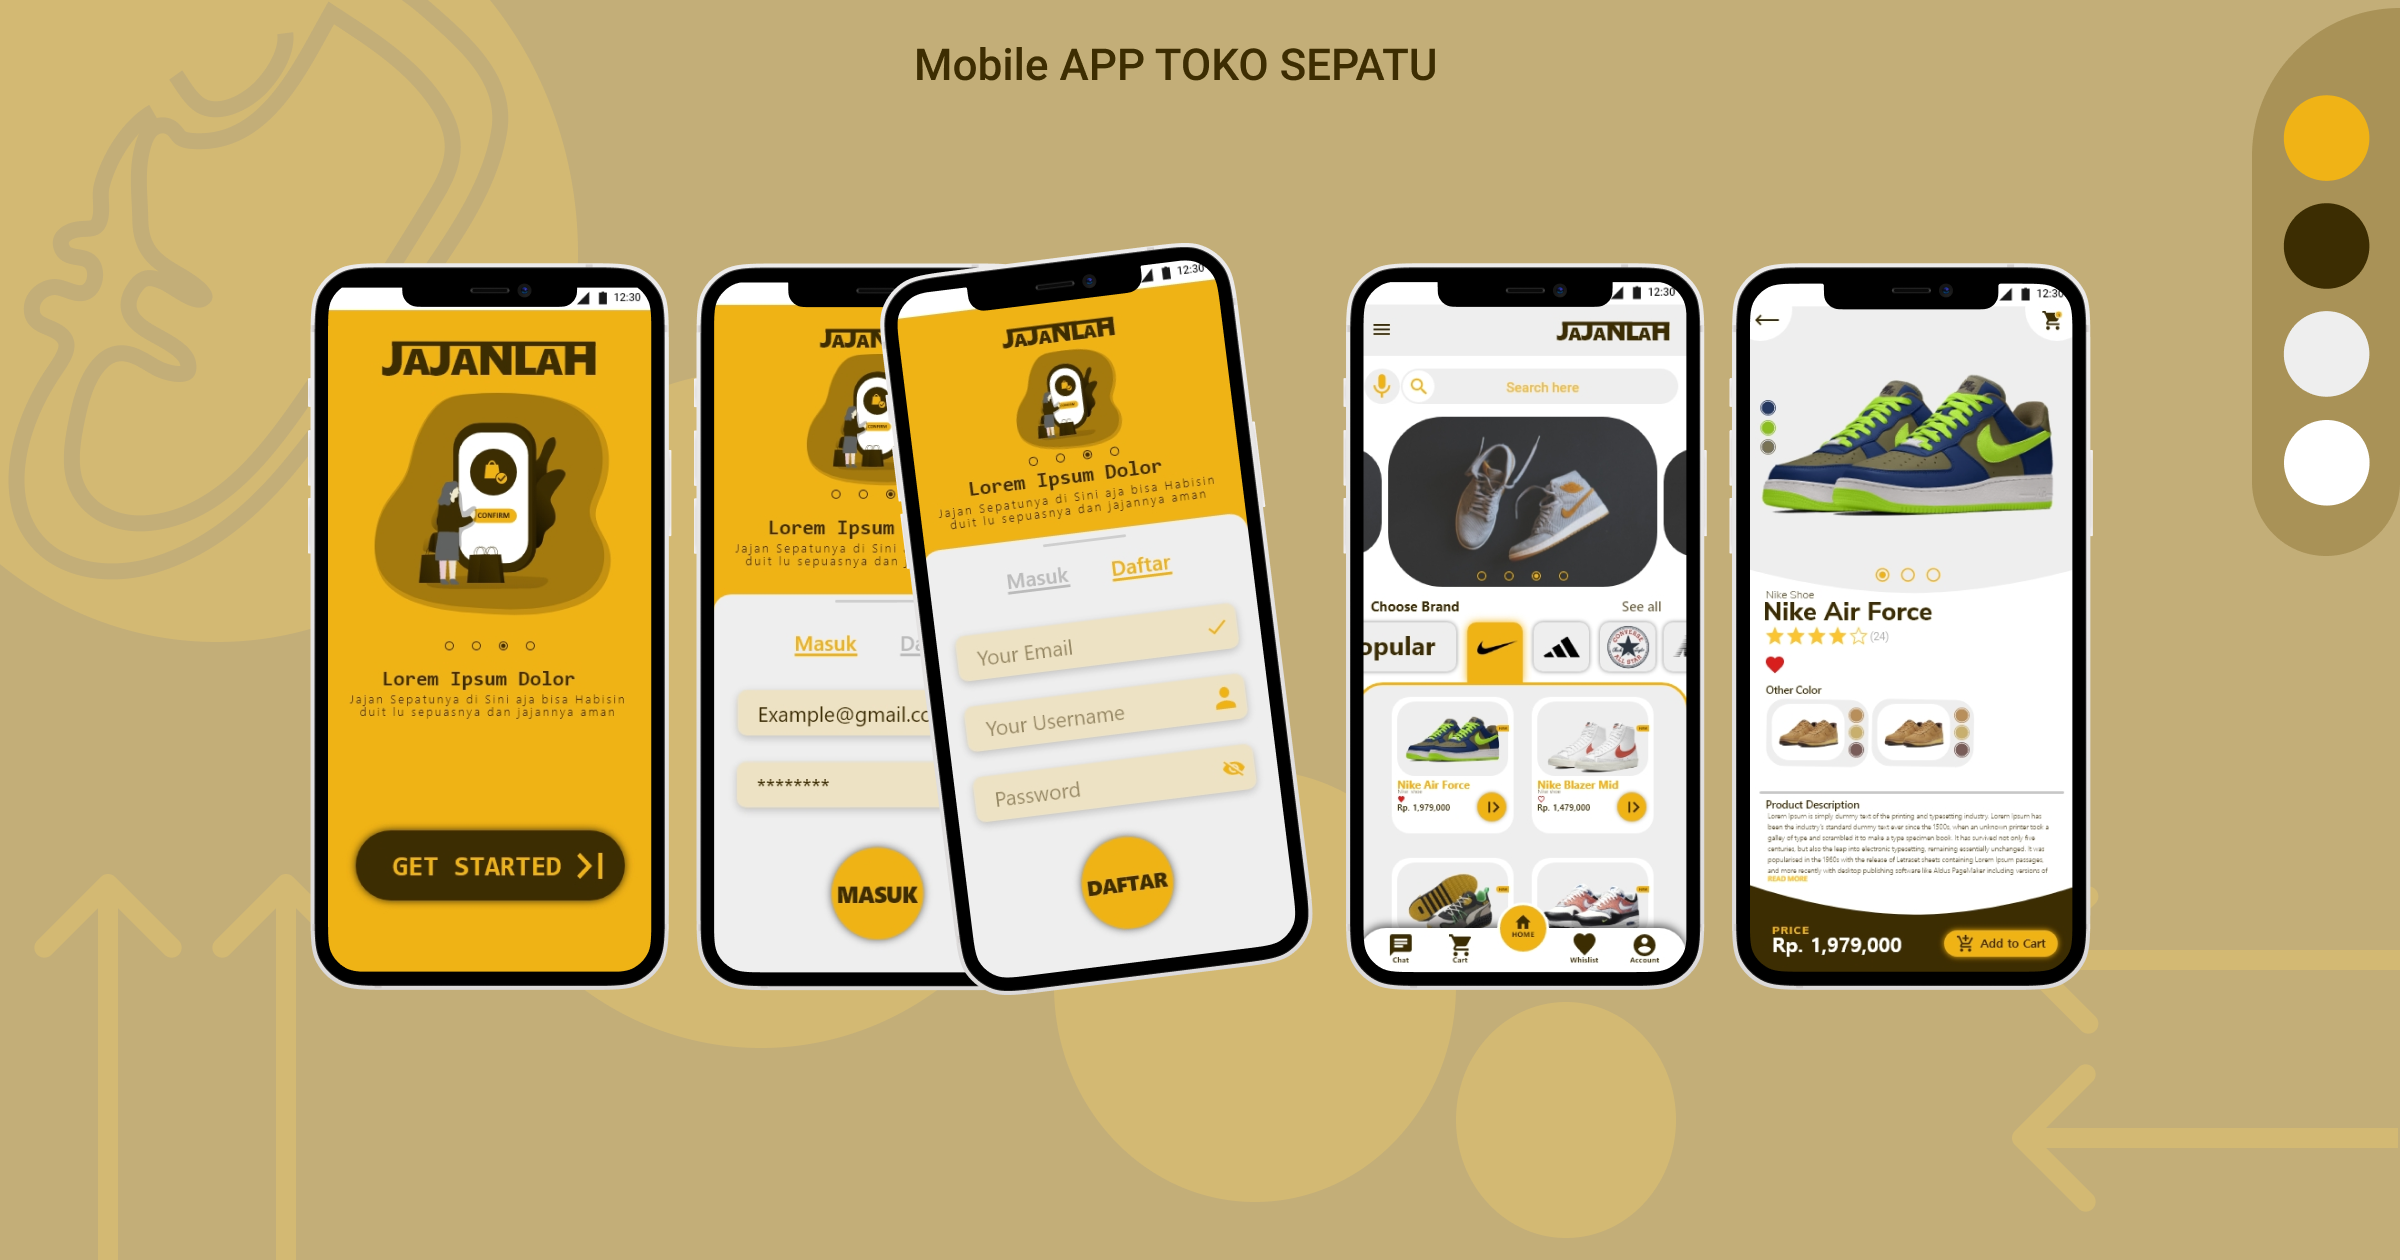 Mobile APP TOKO SEPATU
12:30
JAJANLAH
CONFIRM
Lorem Ipsum Dolor
Jajan Sepatunya di Sini aja bisa Habisin
duit lu sepuasnya dan jajannya aman
GET STARTED
JAJAN
CONFIRM
Lorem Ipsum
Jajan Sepatunya di Sini
duit lu sepuasnya dan j
Masuk
Da
Example@gmail.co
********
MASUK
12:30
JAJANLAH
Lorem Ipsum Dolor
Jajan Sepatunya di Sini aja bisa Habisin
duit lu sepuasnya dan jajannya aman
Masuk Daftar
Your Email
Your Username
Password
DAFTAR
12:30
JAJANLAH
Search here
Choose Brand See all
opular
CONVERSE
ALL STAR
Nike Air Force
Nike shoe
Rp. 1,979,000
Nike Blazer Mid
Nike shoe
Rp. 1,479,000
HOME
Chat Cart Whislist Account
12:30
Nike Shoe
Nike Air Force
(24)
Other Color
Product Description
Lorem Ipsum is simply dummy text of the printing and typesetting industry. Lorem Ipsum has
been the industry's standard dummy text ever since the 1500s, when an unknown printer took a
galley of type and scrambled it to make a type specimen book. It has survived not only five
centuries, but also the leap into electronic typesetting, remaining essentially unchanged. It was
popularised in the 1960s with the release of Letraset sheets containing Lorem Ipsum passages,
and more recently with desktop publishing software like Aldus PageMaker including versions of
READ MORE
PRICE
Rp. 1,979,000
Add to Cart